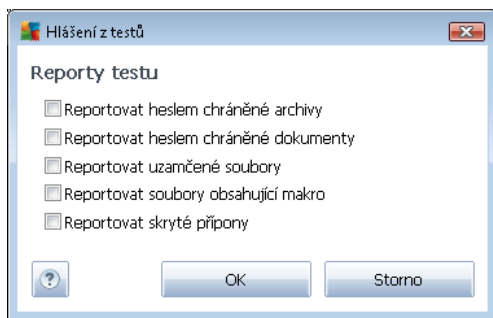 Hlášení z testů
Reporty testu
Reportovat heslem chráněné archivy
Reportovat heslem chráněné dokumenty
Reportovat uzamčené soubory
Reportovat soubory obsahující makro
Reportovat skryté přípony
?
OK
Storno